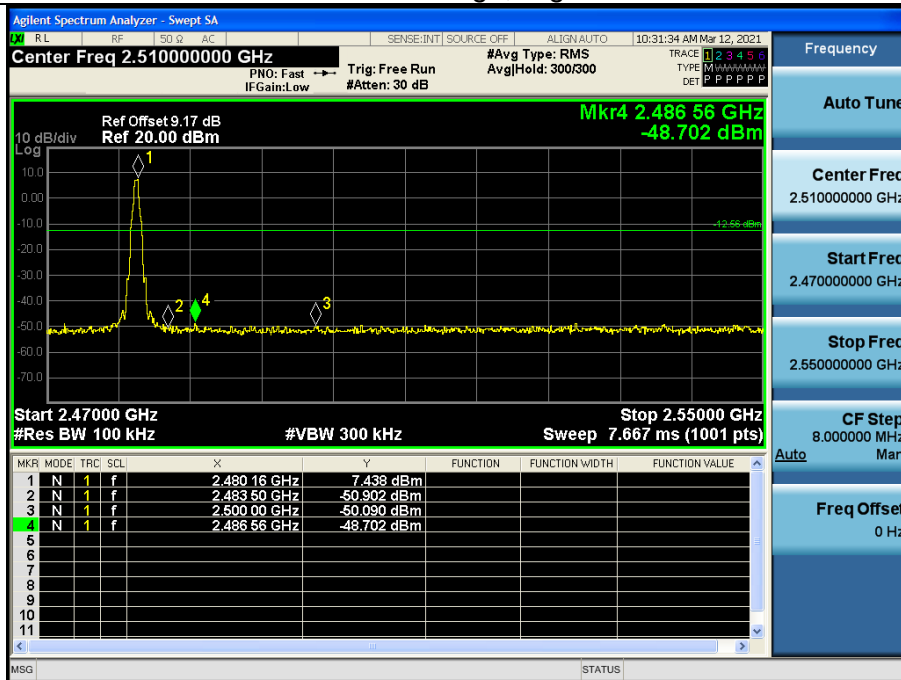 Agilent Spectrum Analyzer - Swept SA
LXI RL RF 50 Ω AC SENSE:INT SOURCE OFF ALIGN AUTO 10:31:34 AM Mar 12, 2021
Center Freq 2.510000000 GHz
PNO: Fast
IFGain:Low
Trig: Free Run
#Atten: 30 dB
#Avg Type: RMS
Avg|Hold: 300/300
TRACE 1 2 3 4 5 6
TYPE MWWWWW
DET P P P P P P
Mkr4 2.486 56 GHz
-48.702 dBm
Ref Offset 9.17 dB
10 dB/div Ref 20.00 dBm
Log
10.0
0.00
-10.0
-20.0
-30.0
-40.0
-50.0
-60.0
-70.0
1
2
4
3
-12.56 dBm
Start 2.47000 GHz Stop 2.55000 GHz
#Res BW 100 kHz #VBW 300 kHz Sweep 7.667 ms (1001 pts)
MKR MODE TRC SCL X Y FUNCTION FUNCTION WIDTH FUNCTION VALUE
1 N 1 f 2.480 16 GHz 7.438 dBm
2 N 1 f 2.483 50 GHz -50.902 dBm
3 N 1 f 2.500 00 GHz -50.090 dBm
4 N 1 f 2.486 56 GHz -48.702 dBm
5
6
7
8
9
10
11
MSG STATUS
Frequency
Auto Tune
Center Freq
2.510000000 GHz
Start Freq
2.470000000 GHz
Stop Freq
2.550000000 GHz
CF Step
8.000000 MHz
Auto Man
Freq Offset
0 Hz